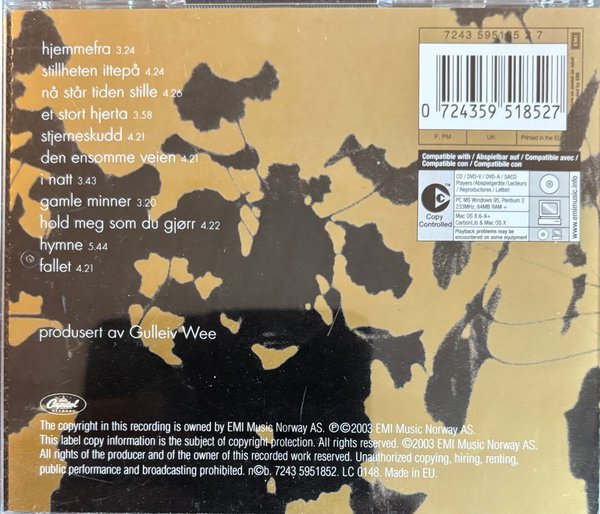 hjemmefra 3.24
stillheten ittepå 4.24
nå står tiden stille 4.26
et stort hjerta 3.58
stjerneskudd 4.21
den ensomme veien 4.21
i natt 3.43
gamle minner 3.20
hold meg som du gjørr 4.22
hymne 5.44
fallet 4.21
produsert av Gulleiv Wee
7243 595185 2 7
0 724359 518527
F: PM UK: Printed in the EU
EMI
Compatible with / Abspielbar auf / Compatible avec /
Compatible con / Compatibile con
CD / DVD-V / DVD-A / SACD
Players / Abspielgeräte / Lecteurs
/ Reproductores / Lettori
PC MS Windows 95, Pentium 2
233MHz, 64MB RAM +
Mac OS 8.6-9+
CarbonLib & Mac OS X
Playback problems may be
encountered on some equipment
Copy
Controlled
www.emimusic.info
Capitol
RECORDS
The copyright in this recording is owned by EMI Music Norway AS. ℗©2003 EMI Music Norway AS.
This label copy information is the subject of copyright protection. All rights reserved. ©2003 EMI Music Norway AS.
All rights of the producer and of the owner of this recorded work reserved. Unauthorized copying, hiring, renting,
public performance and broadcasting prohibited. n©b. 7243 5951852. LC 0148. Made in EU.